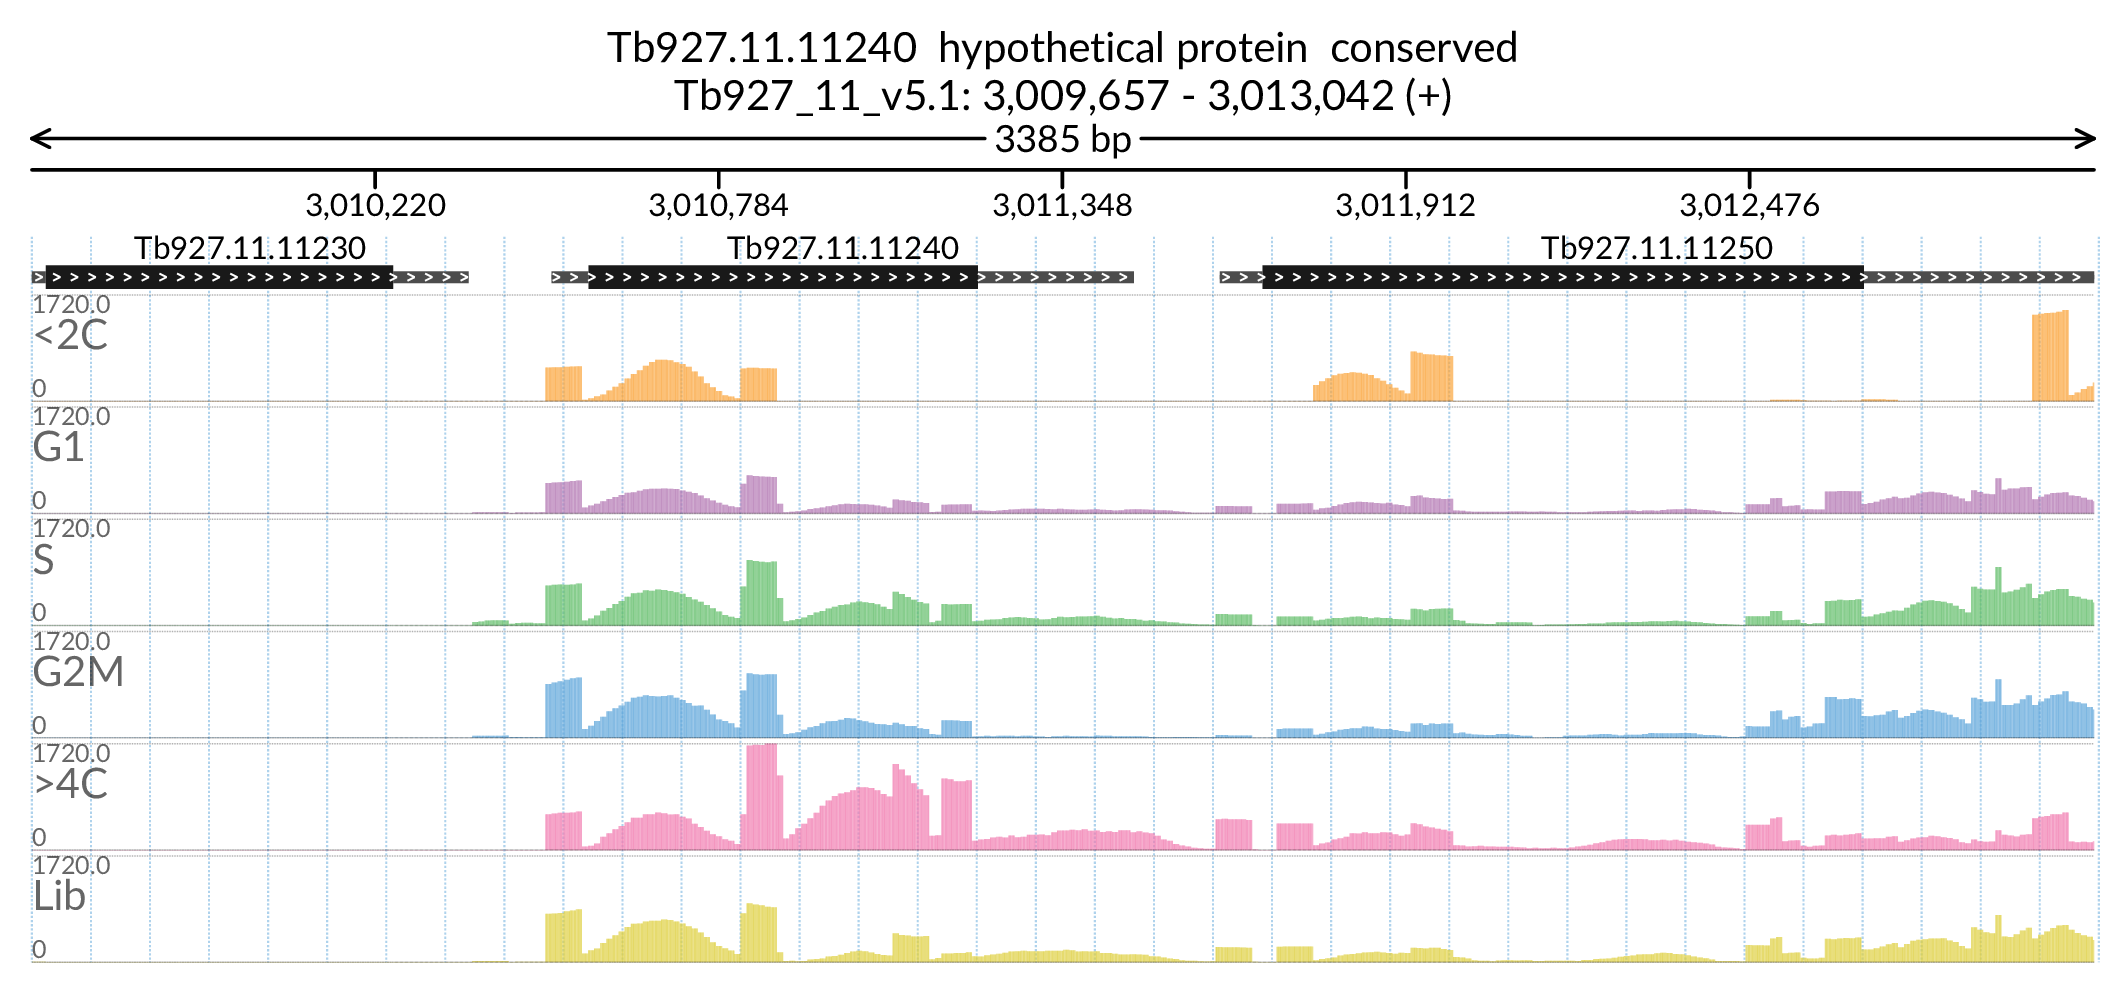 Tb927.11.11240 hypothetical protein conserved
Tb927_11_v5.1: 3,009,657 - 3,013,042 (+)
3385 bp
3,010,220 3,010,784 3,011,348 3,011,912 3,012,476
Tb927.11.11230 Tb927.11.11240 Tb927.11.11250
1720.0
<2C
0
1720.0
G1
0
1720.0
S
0
1720.0
G2M
0
1720.0
>4C
0
1720.0
Lib
0